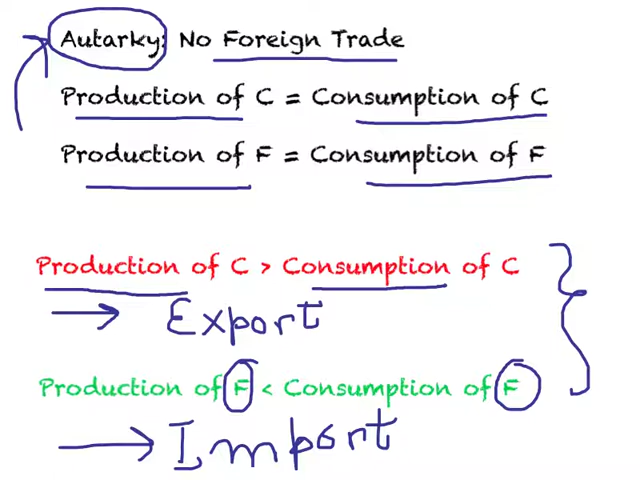 Autarky: No Foreign Trade
Production of C = Consumption of C
Production of F = Consumption of F
Production of C > Consumption of C
Export
Production of F < Consumption of F
Import